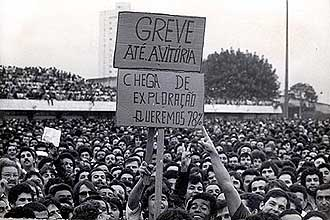 GREVE
ATÉ A VITÓRIA
CHEGA DE
EXPLORAÇÃO
QUEREMOS 78%